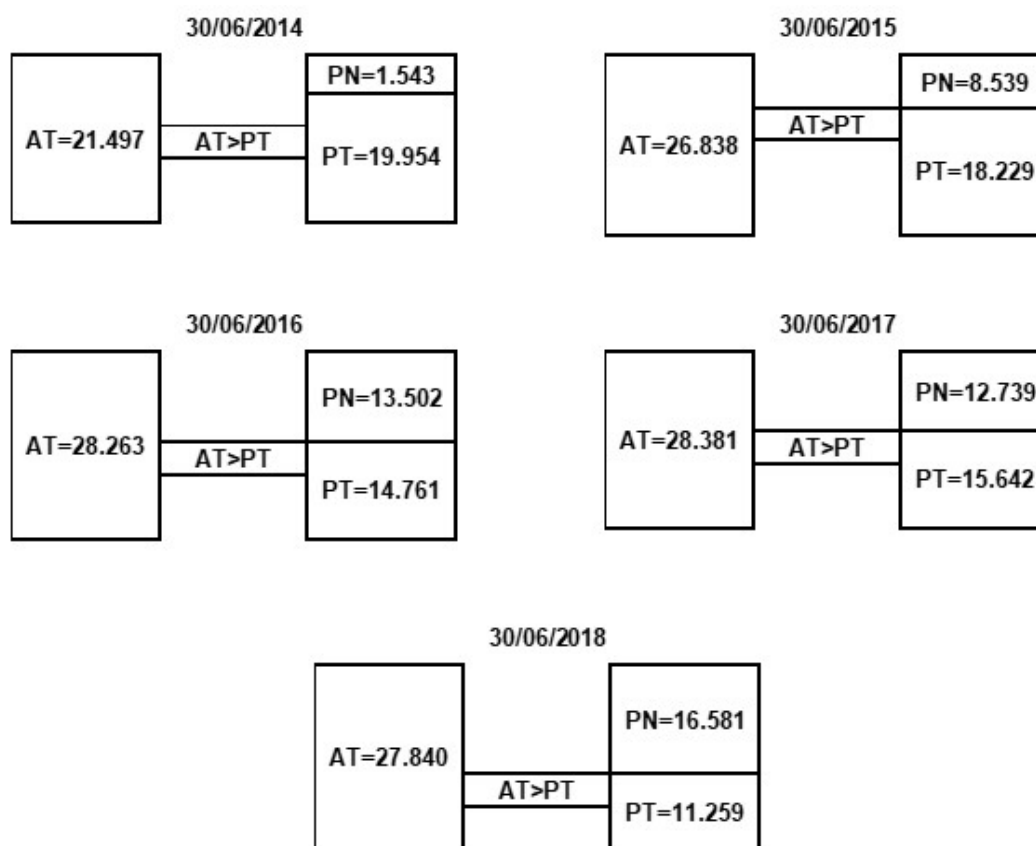 30/06/2014
PN=1.543
AT=21.497
AT>PT
PT=19.954
30/06/2015
PN=8.539
AT=26.838
AT>PT
PT=18.229
30/06/2016
PN=13.502
AT=28.263
AT>PT
PT=14.761
30/06/2017
PN=12.739
AT=28.381
AT>PT
PT=15.642
30/06/2018
PN=16.581
AT=27.840
AT>PT
PT=11.259